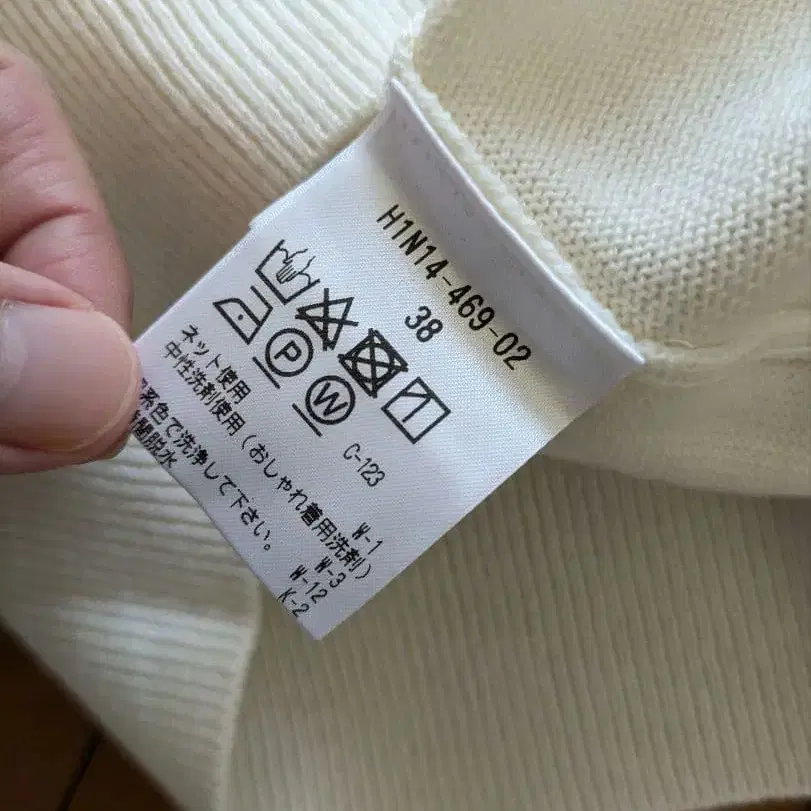 H1N14-469-02
38
P
W
C-123
ネット使用 W-1
中性洗剤使用(おしゃれ着用洗剤) W-3
系色で洗浄して下さい。 W-12
脱水 K-2